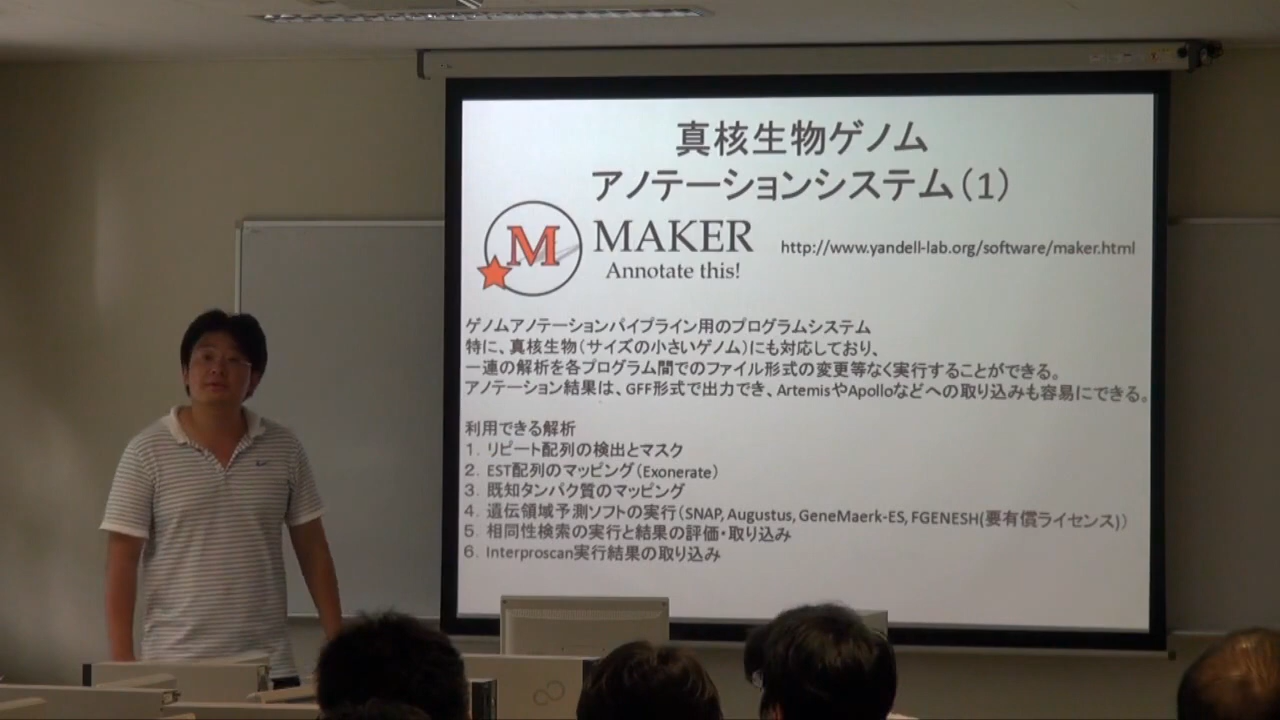 真核生物ゲノム
アノテーションシステム（1）
M
MAKER
Annotate this!
http://www.yandell-lab.org/software/maker.html
ゲノムアノテーションパイプライン用のプログラムシステム
特に、真核生物（サイズの小さいゲノム）にも対応しており、
一連の解析を各プログラム間でのファイル形式の変更等なく実行することができる。
アノテーション結果は、GFF形式で出力でき、ArtemisやApolloなどへの取り込みも容易にできる。
利用できる解析
1. リピート配列の検出とマスク
2. EST配列のマッピング（Exonerate）
3. 既知タンパク質のマッピング
4. 遺伝領域予測ソフトの実行（SNAP, Augustus, GeneMaerk-ES, FGENESH(要有償ライセンス)）
5. 相同性検索の実行と結果の評価・取り込み
6. Interproscan実行結果の取り込み